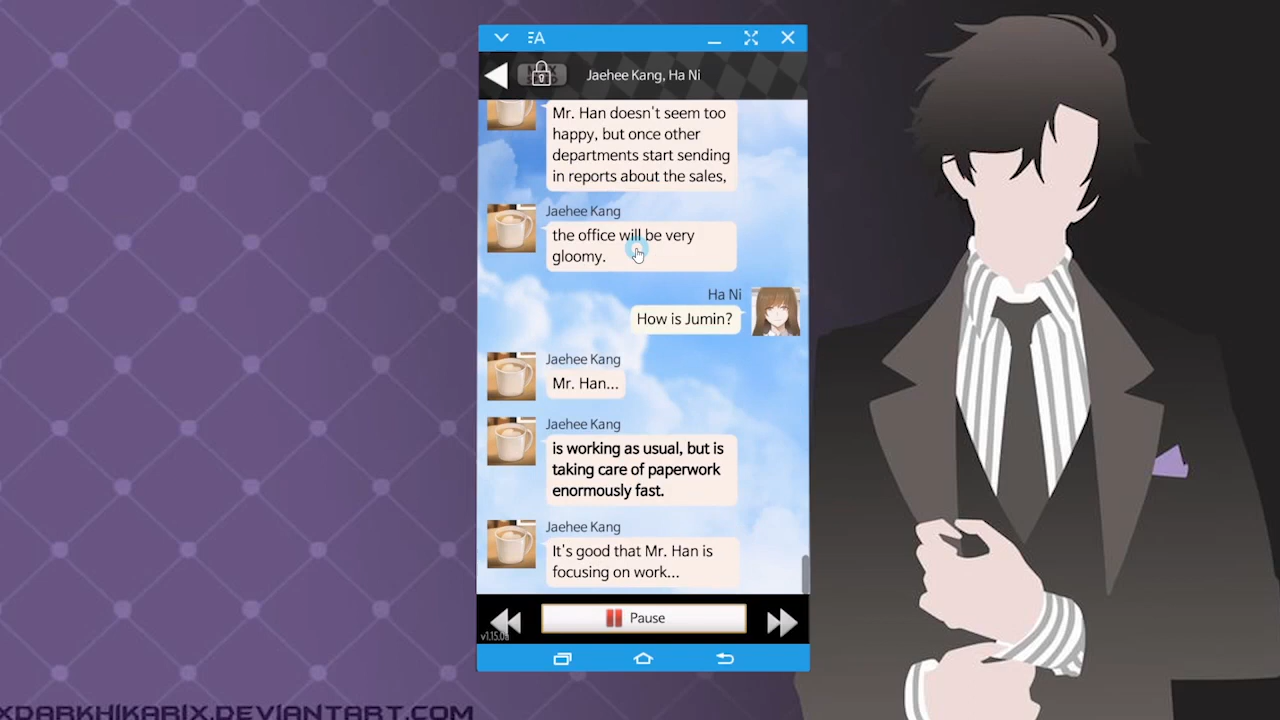 Jaehee Kang, Ha Ni
Mr. Han doesn't seem too
happy, but once other
departments start sending
in reports about the sales,
Jaehee Kang
the office will be very
gloomy.
Ha Ni
How is Jumin?
Jaehee Kang
Mr. Han...
Jaehee Kang
is working as usual, but is
taking care of paperwork
enormously fast.
Jaehee Kang
It's good that Mr. Han is
focusing on work...
Pause
XDARKHIKARIX.DEVIANTART.COM